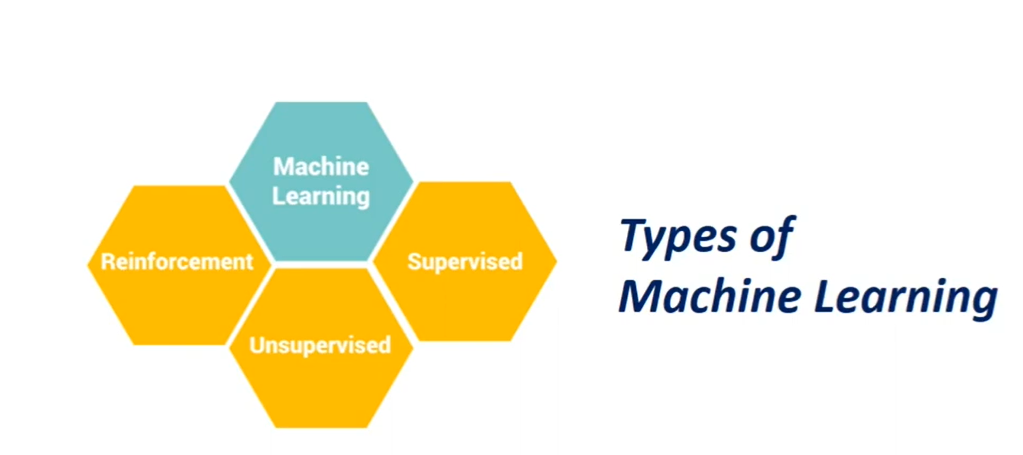 Machine
Learning
Reinforcement
Supervised
Unsupervised
Types of
Machine Learning